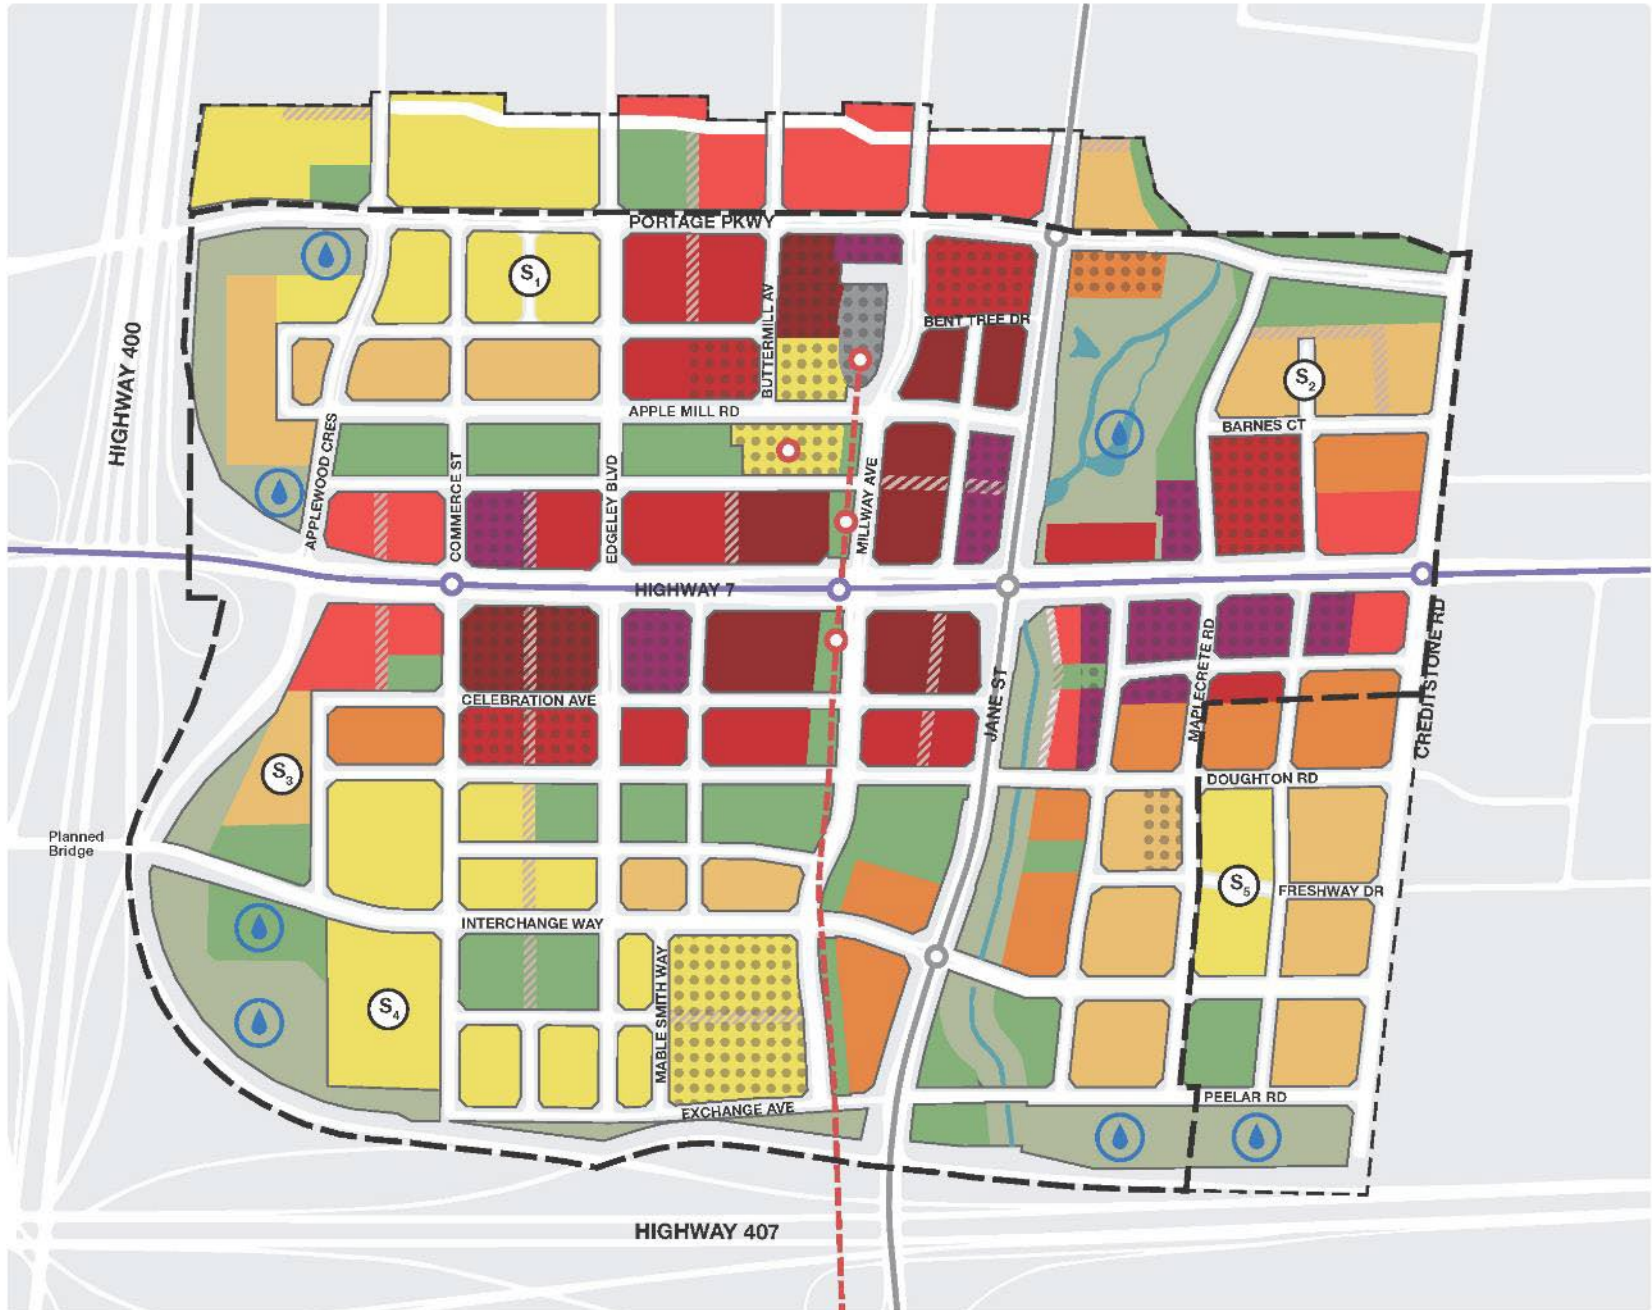 PORTAGE PKWY
S1
HIGHWAY 400
BUTTERMILL AV
BENT TREE DR
S2
APPLE MILL RD
BARNES CT
APPLEWOOD CRES
COMMERCE ST
EDGELEY BLVD
MILLWAY AVE
HIGHWAY 7
CELEBRATION AVE
JANE ST
MAPLECRETE RD
CREDITSTONE RD
S3
DOUGHTON RD
Planned
Bridge
S5
FRESHWAY DR
INTERCHANGE WAY
MABLE SMITH WAY
S4
EXCHANGE AVE
PEELAR RD
HIGHWAY 407